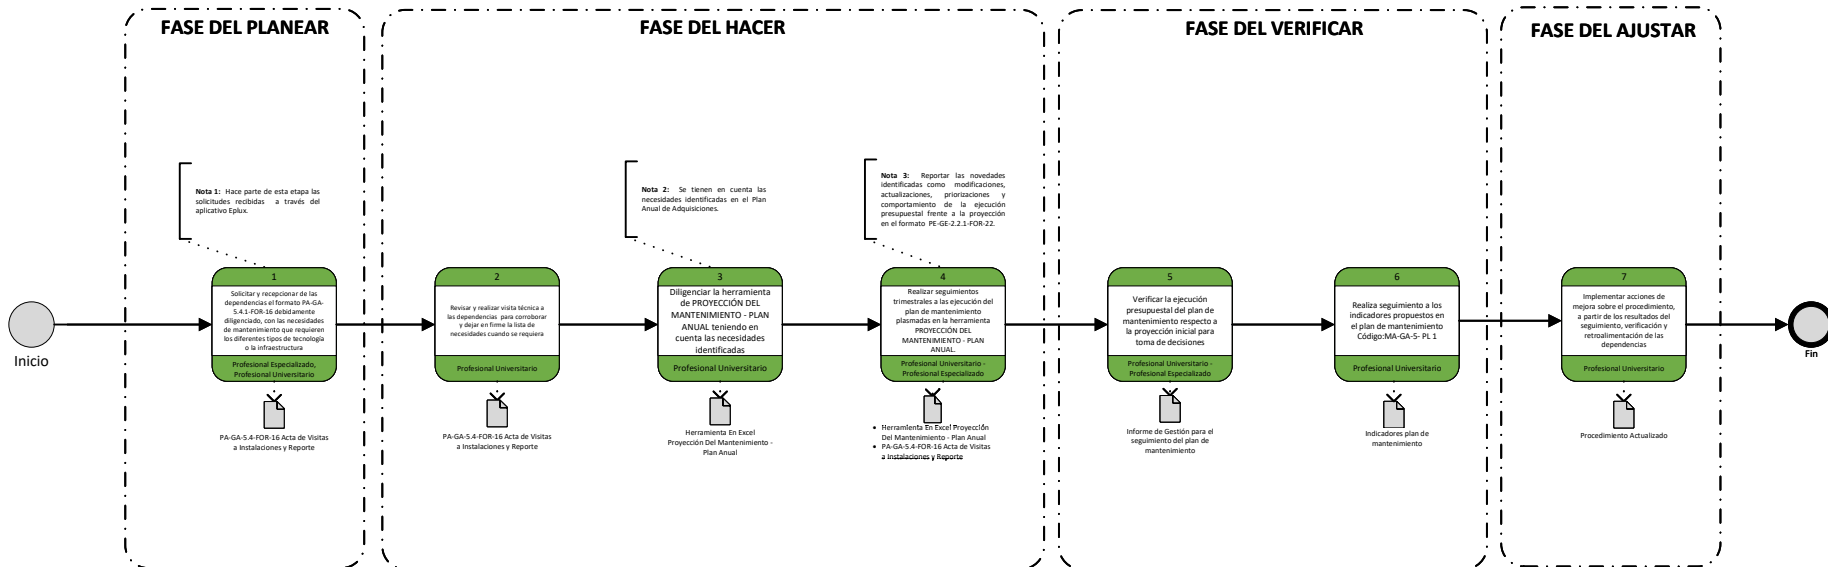 FASE DEL PLANEAR
FASE DEL HACER
FASE DEL VERIFICAR
FASE DEL AJUSTAR
Inicio
Nota 1: Hace parte de esta etapa las
solicitudes recibidas a través del
aplicativo Eplux.
1
Solicitar y recepcionar de las
dependencias el formato PA-GA-
5.4.1-FOR-16 debidamente
diligenciado, con las necesidades
de mantenimiento que requieren
los diferentes tipos de tecnología
o la infraestructura
Profesional Especializado,
Profesional Universitario
PA-GA-5.4-FOR-16 Acta de Visitas
a Instalaciones y Reporte
2
Revisar y realizar visita técnica a
las dependencias para corroborar
y dejar en firme la lista de
necesidades cuando se requiera
Profesional Universitario
PA-GA-5.4-FOR-16 Acta de Visitas
a Instalaciones y Reporte
Nota 2: Se tienen en cuenta las
necesidades identificadas en el Plan
Anual de Adquisiciones.
3
Diligenciar la herramienta
de PROYECCIÓN DEL
MANTENIMIENTO - PLAN
ANUAL teniendo en
cuenta las necesidades
identificadas
Profesional Universitario
Herramienta En Excel
Proyección Del Mantenimiento -
Plan Anual
Nota 3: Reportar las novedades
identificadas como modificaciones,
actualizaciones, priorizaciones y
comportamiento de la ejecución
presupuestal frente a la proyección
en el formato PE-GE-2.2.1-FOR-22.
4
Realizar seguimientos
trimestrales a las ejecución del
plan de mantenimiento
plasmadas en la herramienta
PROYECCIÓN DEL
MANTENIMIENTO - PLAN
ANUAL.
Profesional Universitario -
Profesional Especializado
• Herramienta En Excel Proyección
Del Mantenimiento - Plan Anual
• PA-GA-5.4-FOR-16 Acta de Visitas
a Instalaciones y Reporte
5
Verificar la ejecución
presupuestal del plan de
mantenimiento respecto a
la proyección inicial para
toma de decisiones
Profesional Universitario -
Profesional Especializado
Informe de Gestión para el
seguimiento del plan de
mantenimiento
6
Realiza seguimiento a los
indicadores propuestos en
el plan de mantenimiento
Código:MA-GA-5- PL 1
Profesional Universitario
Indicadores plan de
mantenimiento
7
Implementar acciones de
mejora sobre el procedimiento,
a partir de los resultados del
seguimiento, verificación y
retroalimentación de las
dependencias
Profesional Universitario
Procedimiento Actualizado
Fin